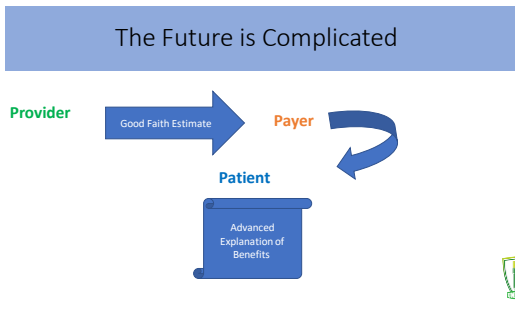 The Future is Complicated
Provider
Good Faith Estimate
Payer
Patient
Advanced
Explanation of
Benefits